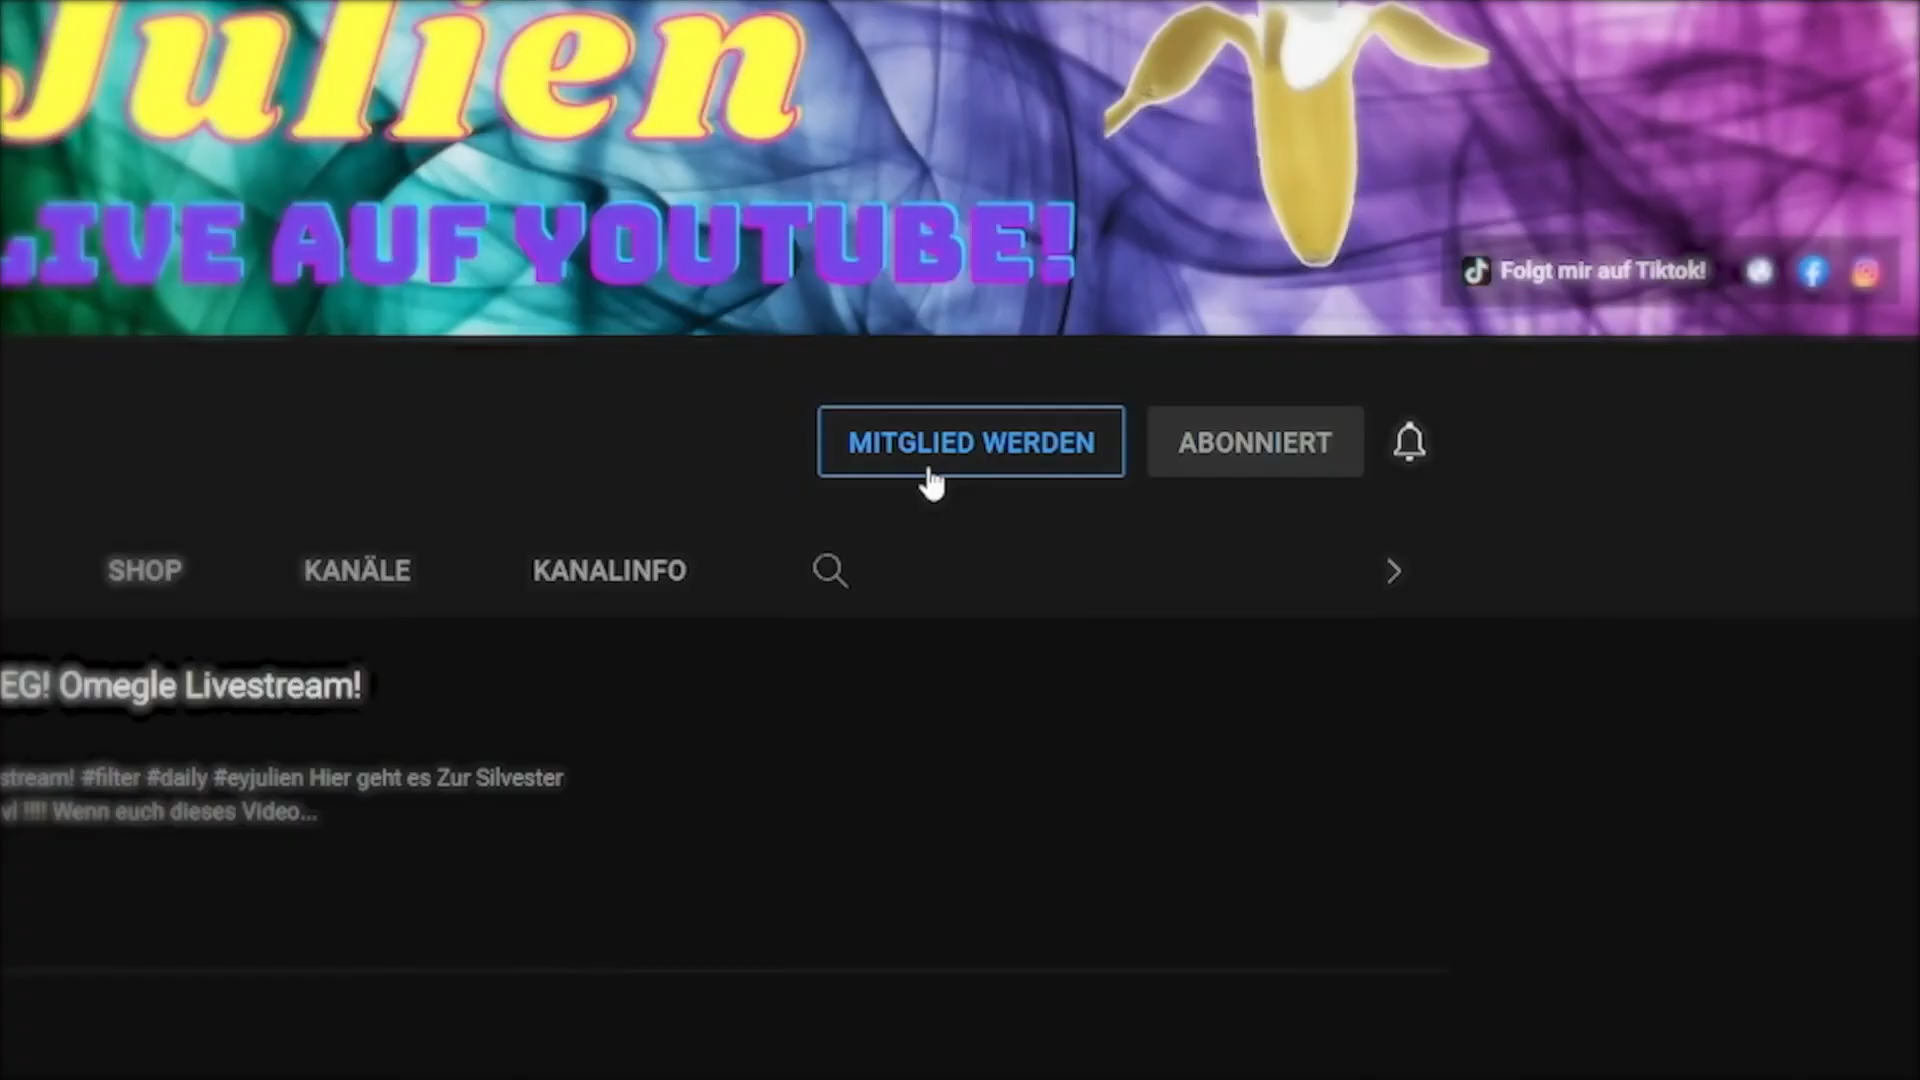 Julien
LIVE AUF YOUTUBE!
Folgt mir auf Tiktok!
MITGLIED WERDEN
ABONNIERT
SHOP
KANÄLE
KANALINFO
EG! Omegle Livestream!
stream! #filter #daily #eyjulien Hier geht es Zur Silvester
!!!! Wenn euch dieses Video...